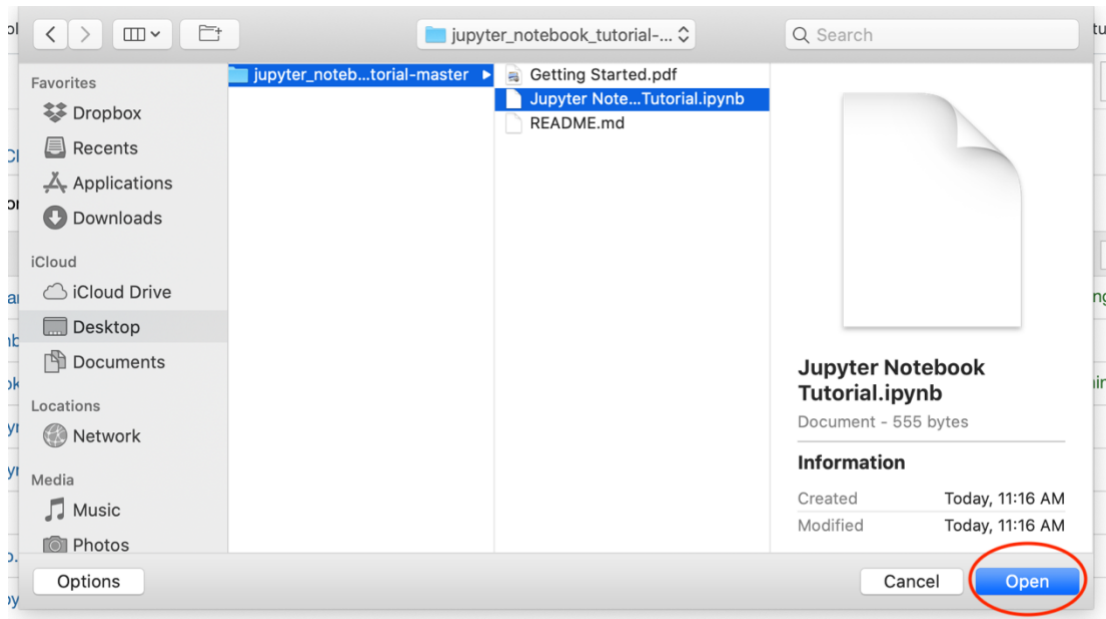 jupyter_notebook_tutorial-...
Search
Favorites
Dropbox
Recents
Applications
Downloads
iCloud
iCloud Drive
Desktop
Documents
Locations
Network
Media
Music
Photos
jupyter_noteb...torial-master
Getting Started.pdf
Jupyter Note...Tutorial.ipynb
README.md
Jupyter Notebook
Tutorial.ipynb
Document - 555 bytes
Information
Created Today, 11:16 AM
Modified Today, 11:16 AM
Options
Cancel
Open